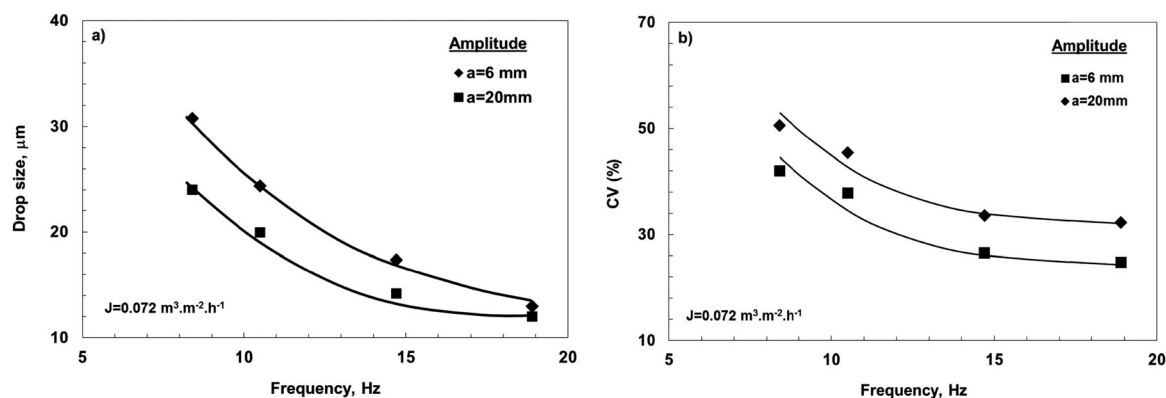 a)
Amplitude
a=6 mm
a=20mm
Drop size, μm
40
30
20
10
J=0.072 m³.m⁻².h⁻¹
5
10
15
20
Frequency, Hz
b)
Amplitude
a=6 mm
a=20mm
CV (%)
70
50
30
10
J=0.072 m³.m⁻².h⁻¹
5
10
15
20
Frequency, Hz